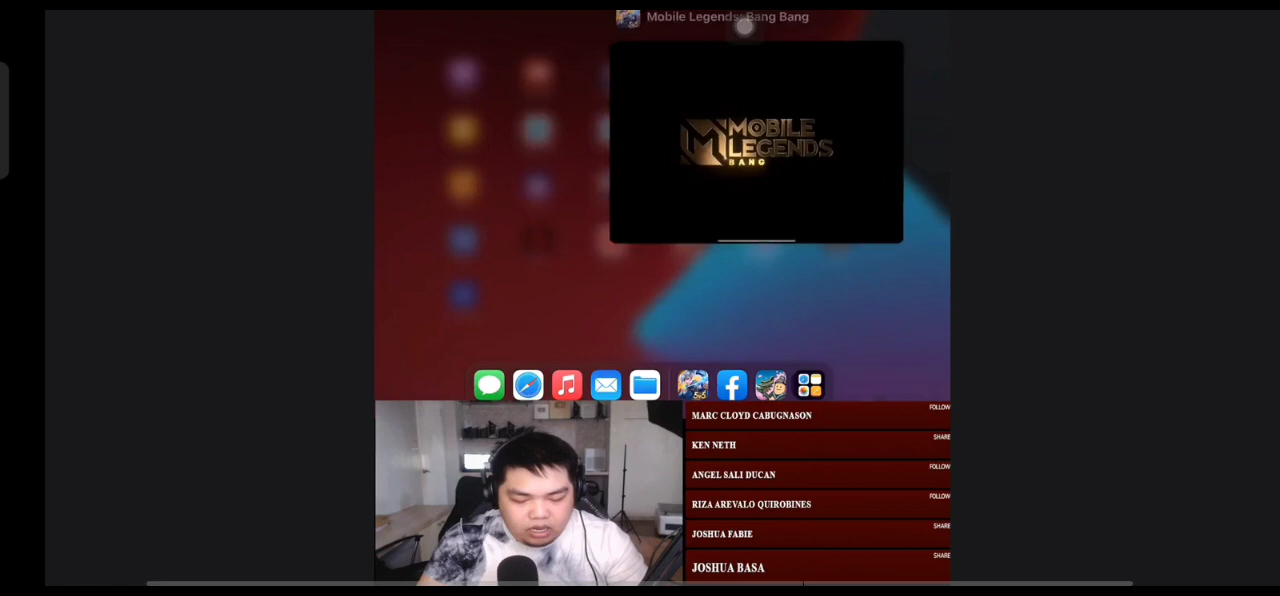 Mobile Legends: Bang Bang
MOBILE
LEGENDS
BANG
5v5
MARC CLOYD CABUGNASON
FOLLOW
KEN NETH
SHARE
ANGEL SALI DUCAN
FOLLOW
RIZA AREVALO QUIROBINES
FOLLOW
JOSHUA FABIE
SHARE
JOSHUA BASA
SHARE